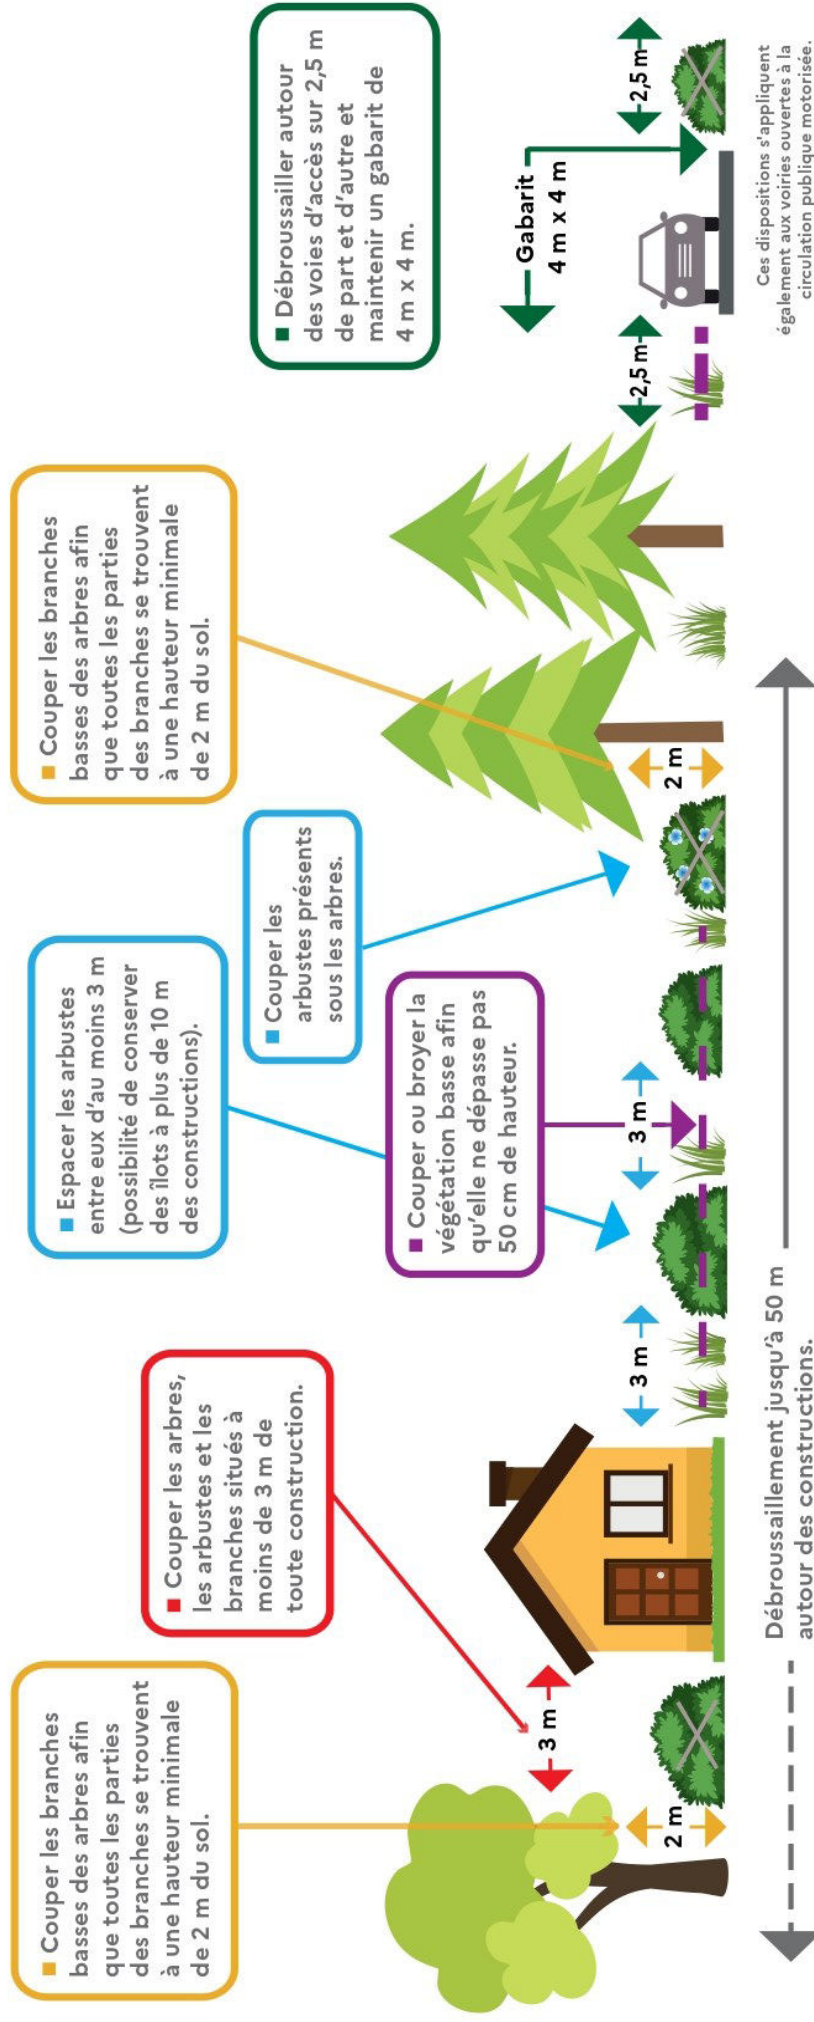 ■ Couper les branches
basses des arbres afin
que toutes les parties
des branches se trouvent
à une hauteur minimale
de 2 m du sol.
■ Couper les arbres,
les arbustes et les
branches situés à
moins de 3 m de
toute construction.
■ Espacer les arbustes
entre eux d'au moins 3 m
(possibilité de conserver
des îlots à plus de 10 m
des constructions).
■ Couper les
arbustes présents
sous les arbres.
■ Couper ou broyer la
végétation basse afin
qu'elle ne dépasse pas
50 cm de hauteur.
■ Couper les branches
basses des arbres afin
que toutes les parties
des branches se trouvent
à une hauteur minimale
de 2 m du sol.
■ Débroussailler autour
des voies d'accès sur 2,5 m
de part et d'autre et
maintenir un gabarit de
4 m x 4 m.
Gabarit
4 m x 4 m
2 m
3 m
3 m
3 m
2 m
2,5 m
2,5 m
Débroussaillement jusqu'à 50 m
autour des constructions.
Ces dispositions s'appliquent
également aux voiries ouvertes à la
circulation publique motorisée.